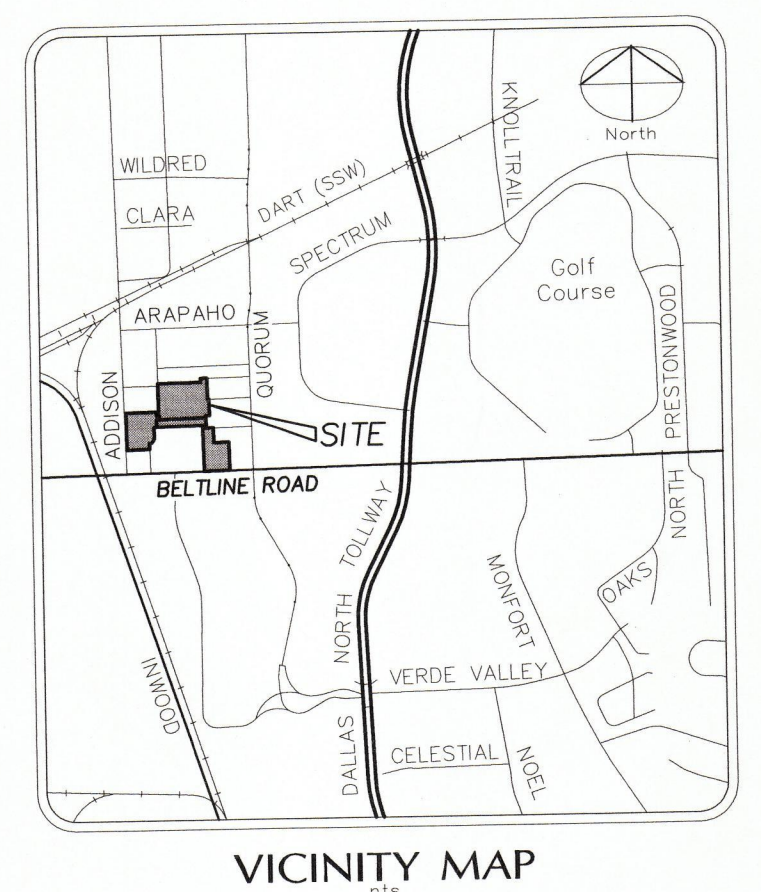 KNOLLTRAIL
North
WILDRED
CLARA
DART (SSW)
SPECTRUM
Golf
Course
ARAPAHO
QUORUM
PRESTONWOOD
ADDISON
SITE
BELTLINE ROAD
NORTH
TOLLWAY
MONFORT
OAKS
NORTH
VERDE VALLEY
INWOOD
DALLAS
CELESTIAL
NOEL
VICINITY MAP
nts